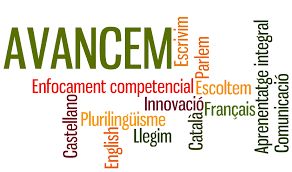 AVANCEM
Escrivim
Parlem
Enfocament competencial
Escoltem
Innovació
Français
Castellano
Plurilingüisme
English
Llegim
Català
Aprenentatge integral
Comunicació